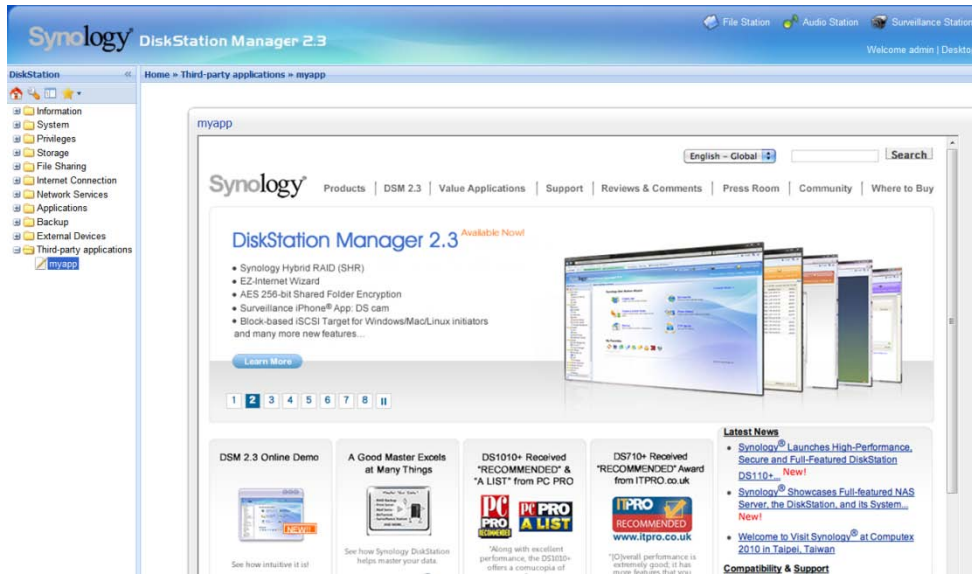 Synology DiskStation Manager 2.3
File Station Audio Station Surveillance Station
Welcome admin | Deskto
DiskStation «
Home » Third-party applications » myapp
Information
System
Privileges
Storage
File Sharing
Internet Connection
Network Services
Applications
Backup
External Devices
Third-party applications
myapp
myapp
English – Global
Search
Synology
Products | DSM 2.3 | Value Applications | Support | Reviews & Comments | Press Room | Community | Where to Buy
DiskStation Manager 2.3 Available Now!
• Synology Hybrid RAID (SHR)
• EZ-Internet Wizard
• AES 256-bit Shared Folder Encryption
• Surveillance iPhone® App: DS cam
• Block-based iSCSI Target for Windows/Mac/Linux initiators
and many more new features...
Learn More
1 2 3 4 5 6 7 8
DSM 2.3 Online Demo
NEW!!
See how intuitive it is!
A Good Master Excels
at Many Things
See how Synology DiskStation
helps master your data.
DS1010+ Received
"RECOMMENDED" &
"A LIST" from PC PRO
PC
PRO
RECOMMENDED
PC PRO
A LIST
"Along with excellent
performance, the DS1010+
offers a cornucopia of
DS710+ Received
"RECOMMENDED" Award
from ITPRO.co.uk
ITPRO
RECOMMENDED
www.itpro.co.uk
"[O]verall performance is
extremely good; it has
more features that you
Latest News
• Synology® Launches High-Performance,
Secure and Full-Featured DiskStation
DS110+... New!
• Synology® Showcases Full-featured NAS
Server, the DiskStation, and its System...
New!
• Welcome to Visit Synology® at Computex
2010 in Taipei, Taiwan
Compatibility & Support